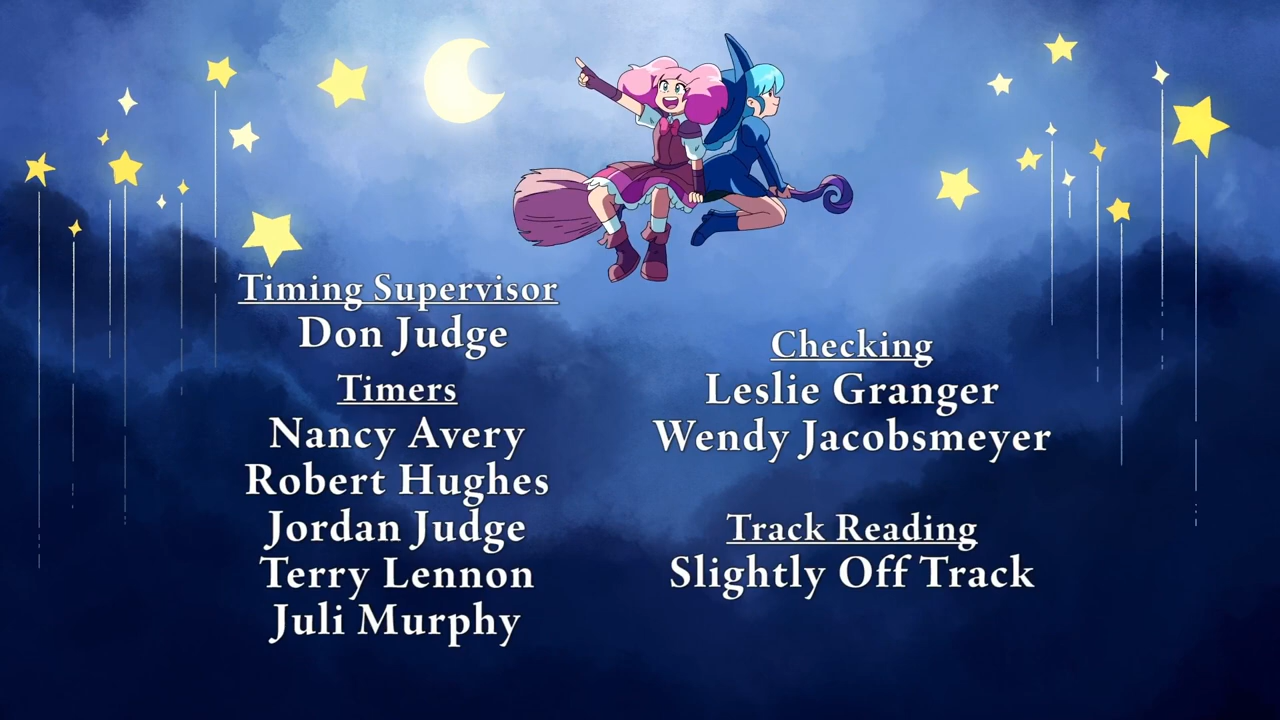 Timing Supervisor
Don Judge
Timers
Nancy Avery
Robert Hughes
Jordan Judge
Terry Lennon
Juli Murphy
Checking
Leslie Granger
Wendy Jacobsmeyer
Track Reading
Slightly Off Track